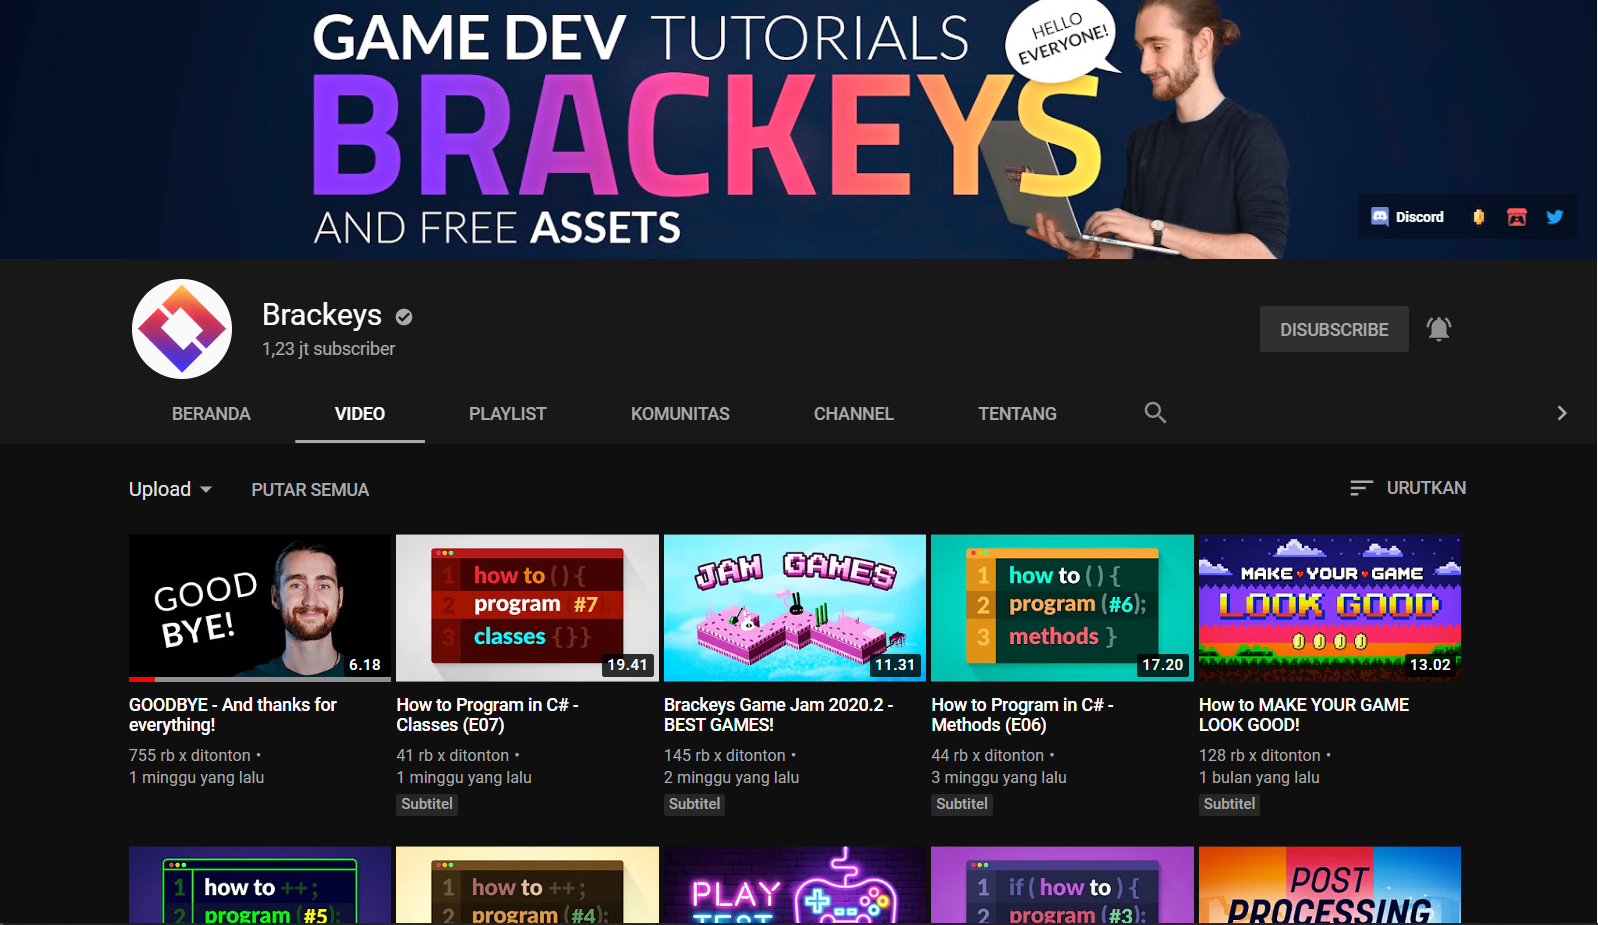 GAME DEV TUTORIALS
HELLO
EVERYONE!
BRACKEYS
AND FREE ASSETS
Discord
Brackeys
1,23 jt subscriber
DISUBSCRIBE
BERANDA VIDEO PLAYLIST KOMUNITAS CHANNEL TENTANG
Upload PUTAR SEMUA URUTKAN
GOOD
BYE!
6.18
GOODBYE - And thanks for
everything!
755 rb x ditonton •
1 minggu yang lalu
1 how to () {
2 program (#7);
3 classes {}}
19.41
How to Program in C# -
Classes (E07)
41 rb x ditonton •
1 minggu yang lalu
Subtitel
JAM GAMES
11.31
Brackeys Game Jam 2020.2 -
BEST GAMES!
145 rb x ditonton •
2 minggu yang lalu
Subtitel
1 how to () {
2 program (#6);
3 methods }
17.20
How to Program in C# -
Methods (E06)
44 rb x ditonton •
3 minggu yang lalu
Subtitel
MAKE♥YOUR♥GAME
LOOK GOOD
13.02
How to MAKE YOUR GAME
LOOK GOOD!
128 rb x ditonton •
1 bulan yang lalu
Subtitel
1 how to ++;
2 program (#5);
1 how to ++;
2 program (#4);
PLAY
TEST
1 if ( how to ) {
2 program (#3);
POST
PROCESSING